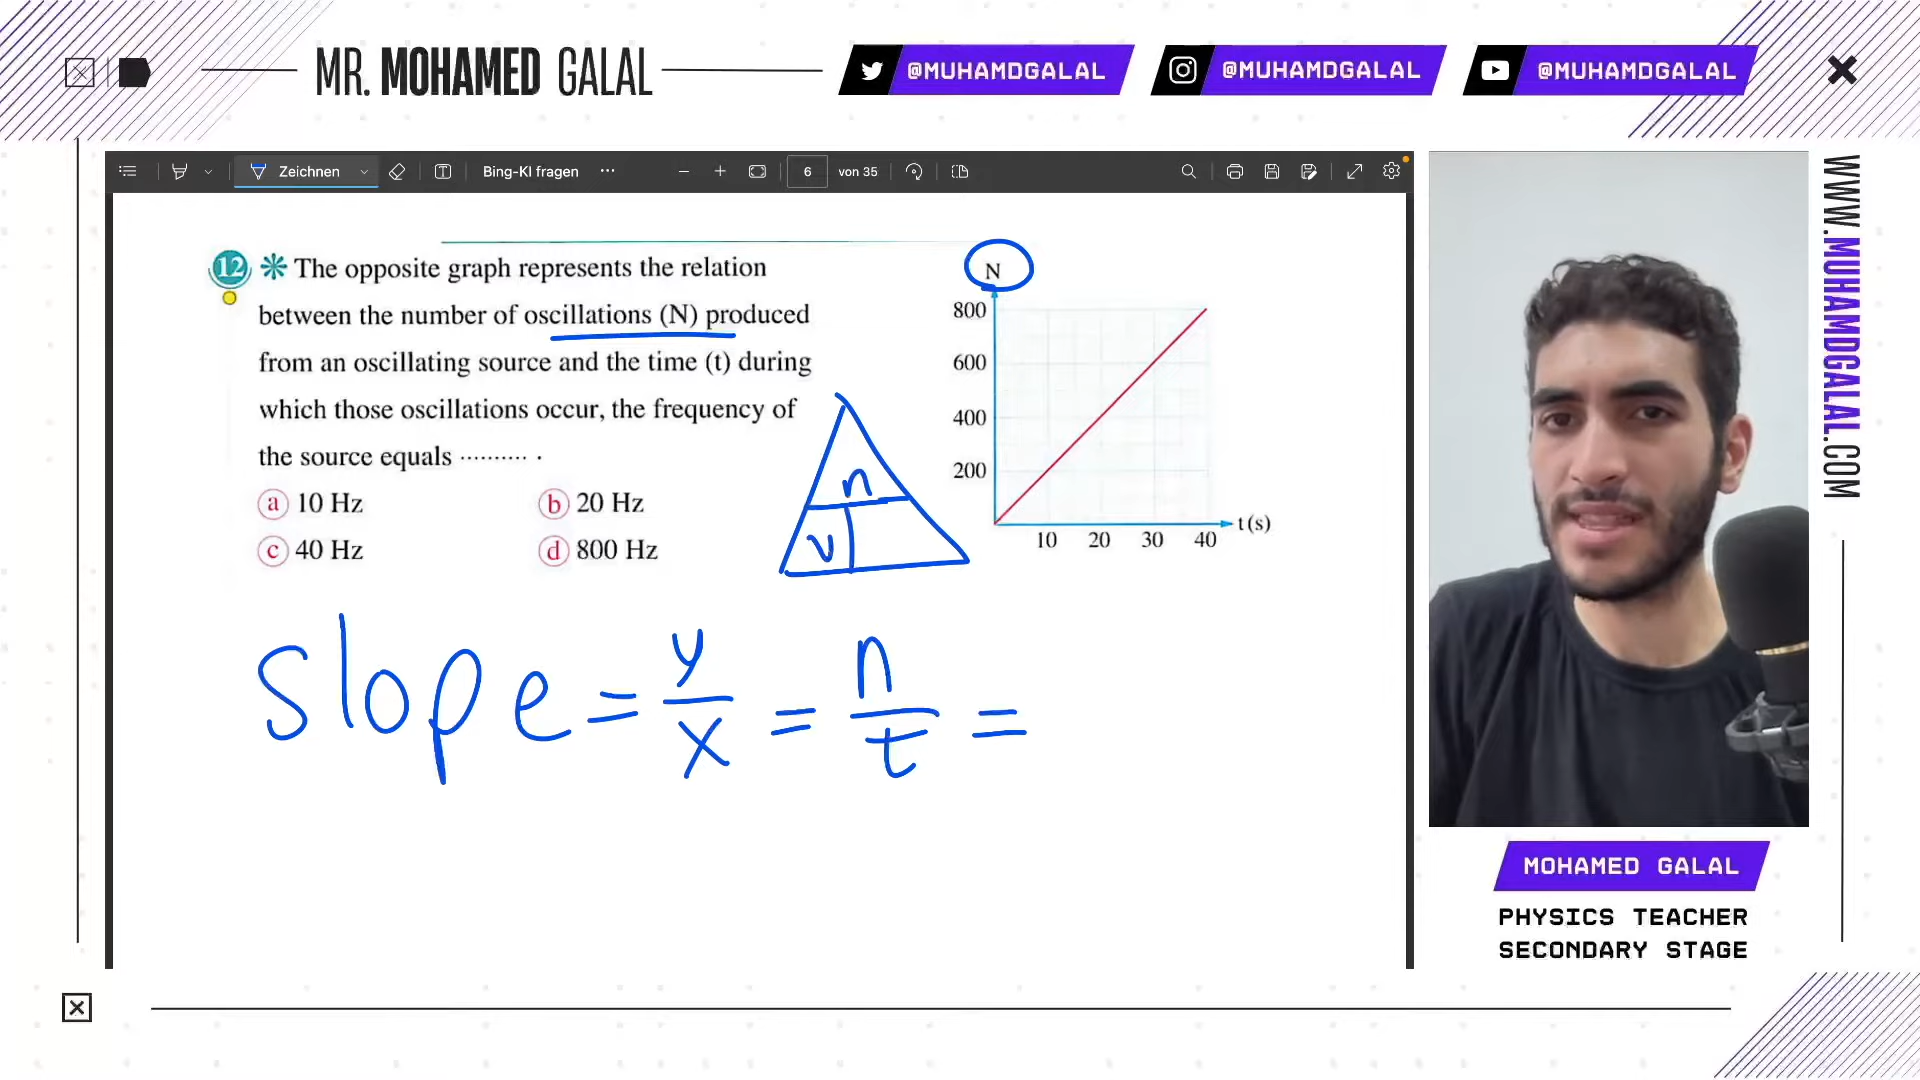 MR. MOHAMED GALAL
@MUHAMDGALAL
@MUHAMDGALAL
@MUHAMDGALAL
Zeichnen
Bing-KI fragen
6
von 35
12 The opposite graph represents the relation
between the number of oscillations (N) produced
from an oscillating source and the time (t) during
which those oscillations occur, the frequency of
the source equals .......... .
a 10 Hz
b 20 Hz
c 40 Hz
d 800 Hz
N
800
600
400
200
10 20 30 40
t (s)
n
ν
slope = y/x = n/t =
WWW.MUHAMDGALAL.COM
MOHAMED GALAL
PHYSICS TEACHER
SECONDARY STAGE